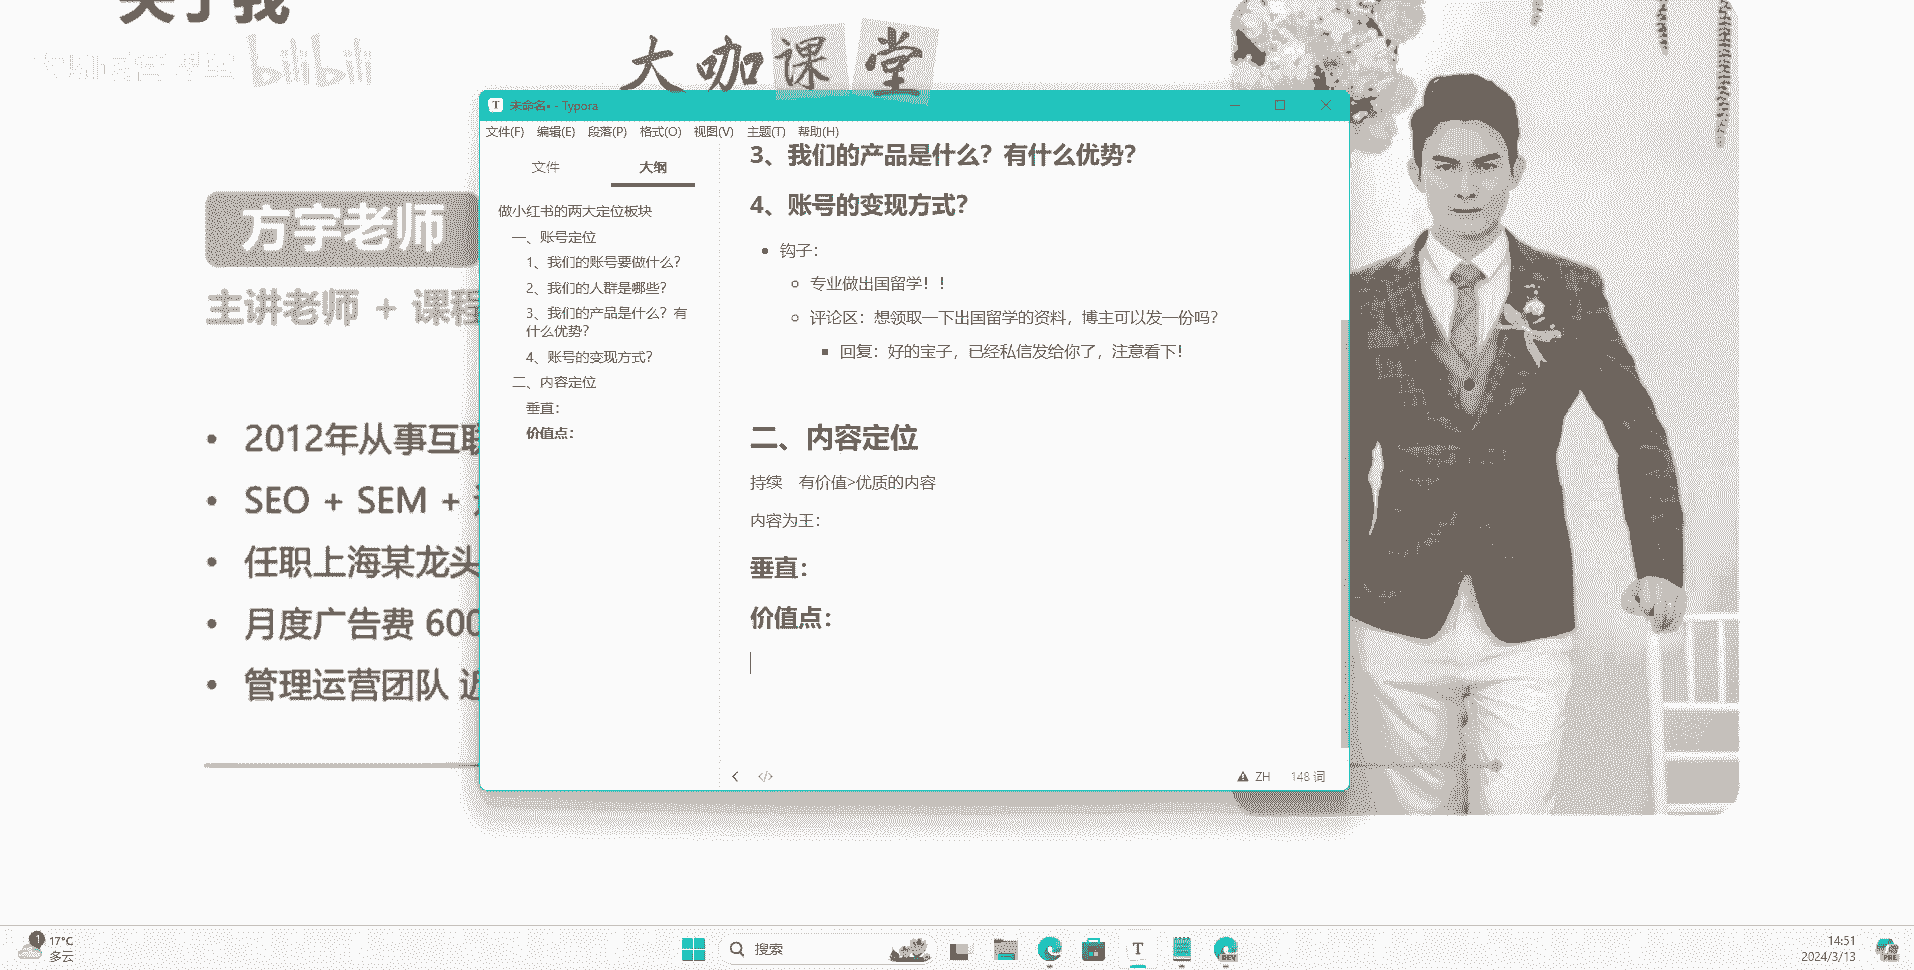 关于我
bilibili
大咖课堂
方宇老师
主讲老师 + 课程
2012年从事互联
SEO + SEM +
任职上海某龙头
月度广告费 600
管理运营团队 近
未命名• - Typora
文件(F) 编辑(E) 段落(P) 格式(O) 视图(V) 主题(T) 帮助(H)
文件 大纲
做小红书的两大定位板块
一、账号定位
1、我们的账号要做什么？
2、我们的人群是哪些？
3、我们的产品是什么？有
什么优势？
4、账号的变现方式？
二、内容定位
垂直：
价值点：
3、我们的产品是什么？有什么优势？
4、账号的变现方式？
钩子：
专业做出国留学！！
评论区：想领取一下出国留学的资料，博主可以发一份吗？
回复：好的宝子，已经私信发给你了，注意看下！
二、内容定位
持续 有价值>优质的内容
内容为王：
垂直：
价值点：
ZH 148 词
1
17°C
多云
搜索
T
DEV
14:51
2024/3/13
PRE